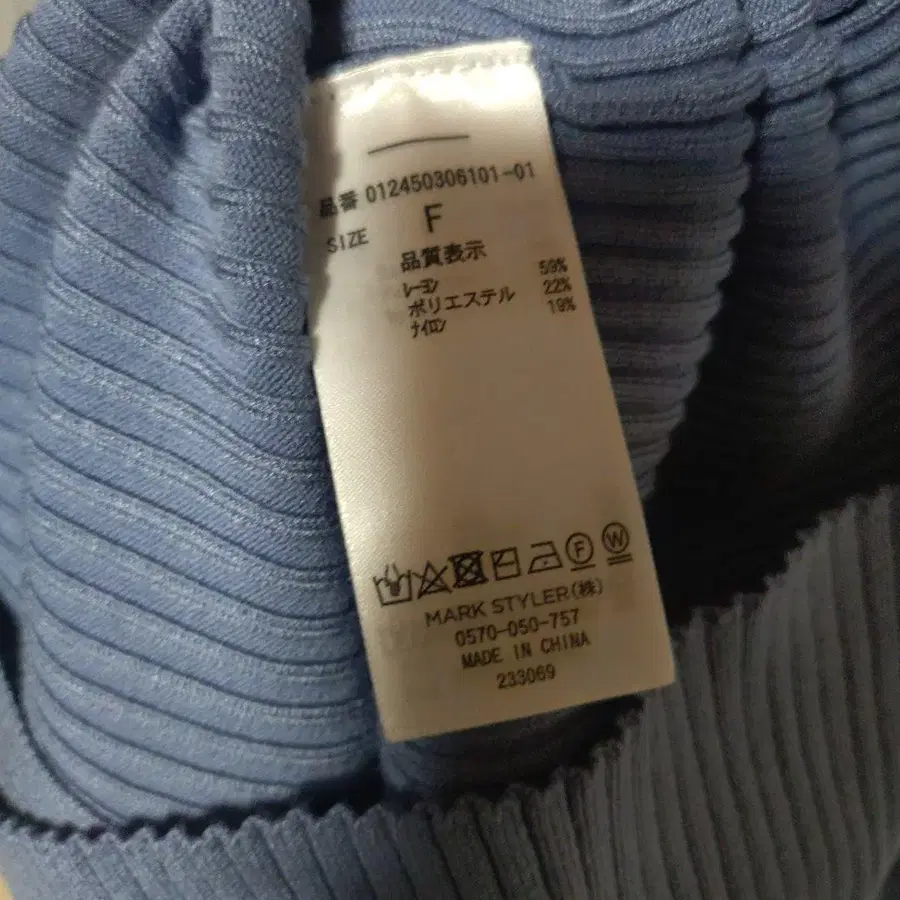 品番 012450306101-01
SIZE F
品質表示
レーヨン 59%
ポリエステル 22%
ナイロン 19%
F W
MARK STYLER(株)
0570-050-757
MADE IN CHINA
233069